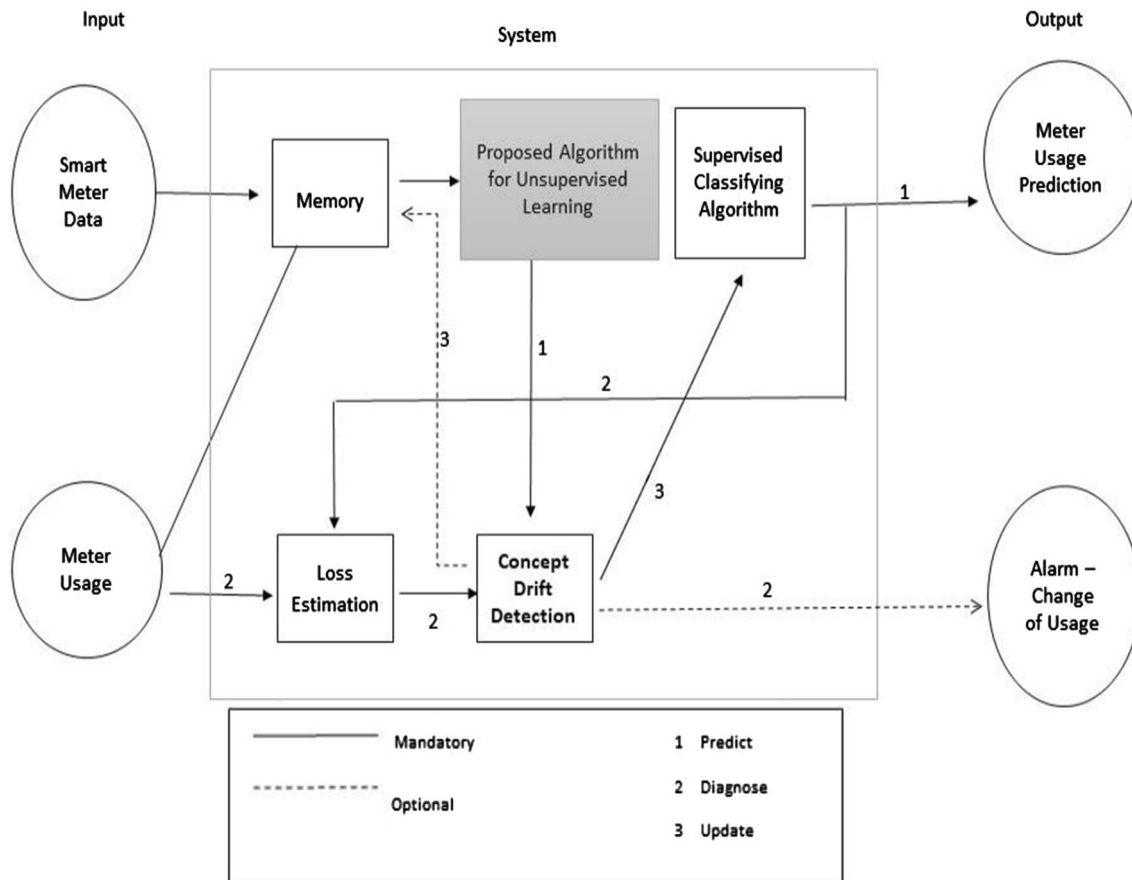 Input
System
Output
Smart
Meter
Data
Memory
Proposed Algorithm
for Unsupervised
Learning
Supervised
Classifying
Algorithm
1
Meter
Usage
Prediction
3
1
2
3
Meter
Usage
2
Loss
Estimation
2
Concept
Drift
Detection
2
Alarm –
Change
of Usage
Mandatory
Optional
1 Predict
2 Diagnose
3 Update